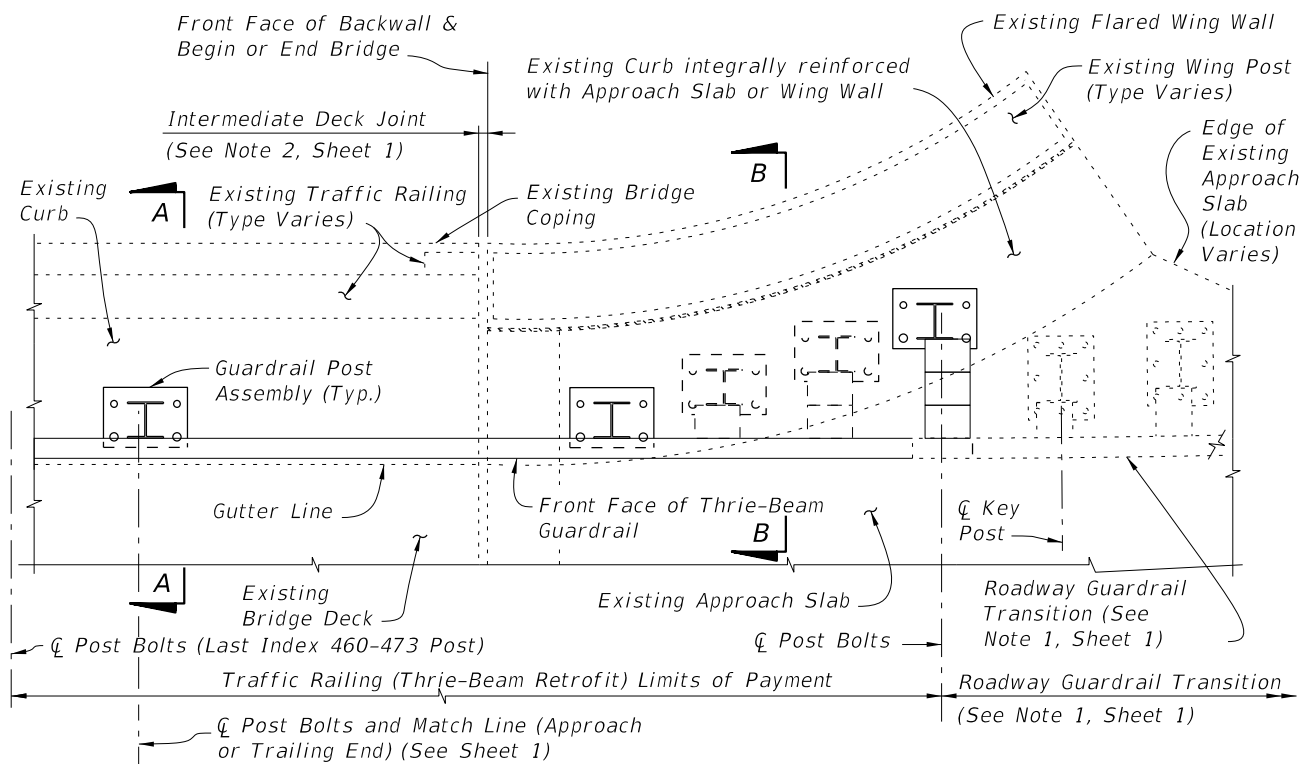 Front Face of Backwall &
Begin or End Bridge
Existing Flared Wing Wall
Existing Curb integrally reinforced
with Approach Slab or Wing Wall
Existing Wing Post
(Type Varies)
Intermediate Deck Joint
(See Note 2, Sheet 1)
Edge of
Existing
Approach
Slab
(Location
Varies)
Existing
Curb
A
Existing Traffic Railing
(Type Varies)
Existing Bridge
Coping
B
Guardrail Post
Assembly (Typ.)
Gutter Line
Front Face of Thrie-Beam
Guardrail
B
℄ Key
Post
A
Existing
Bridge Deck
Existing Approach Slab
Roadway Guardrail
Transition (See
Note 1, Sheet 1)
℄ Post Bolts (Last Index 460-473 Post)
℄ Post Bolts
Traffic Railing (Thrie-Beam Retrofit) Limits of Payment
Roadway Guardrail Transition
(See Note 1, Sheet 1)
℄ Post Bolts and Match Line (Approach
or Trailing End) (See Sheet 1)